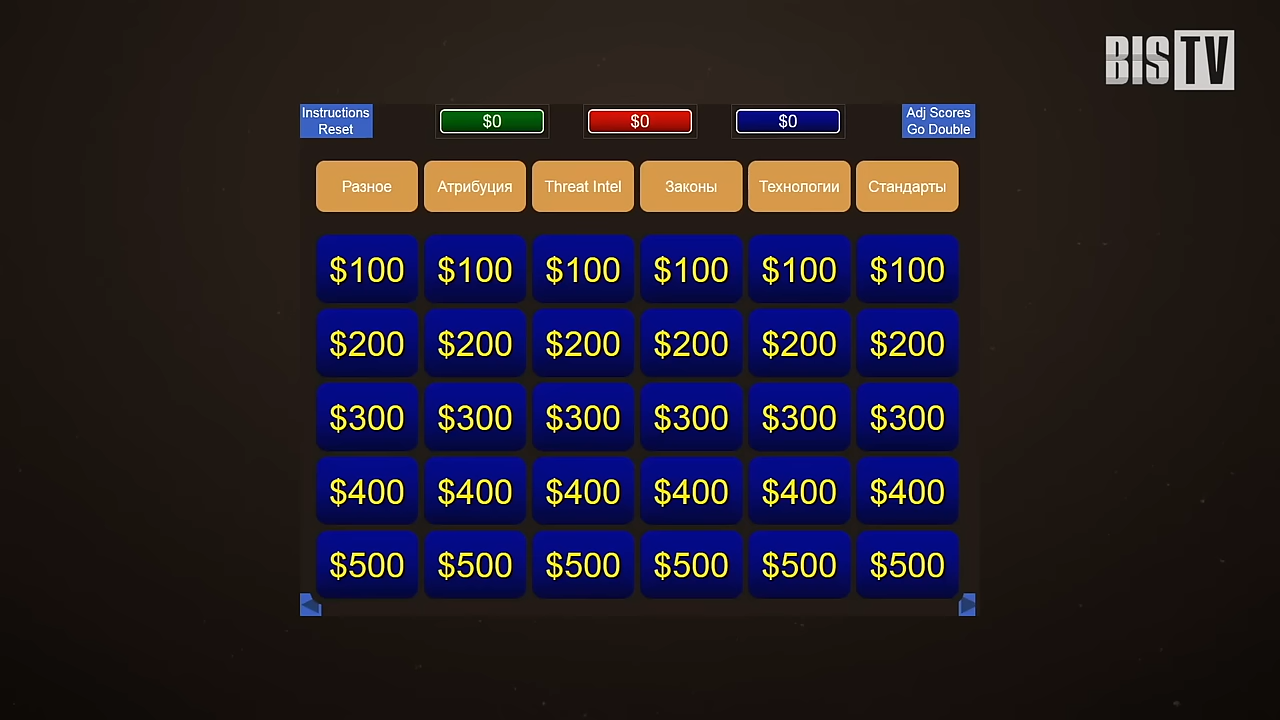 BIS TV
Instructions
Reset
$0
$0
$0
Adj Scores
Go Double
Разное
Атрибуция
Threat Intel
Законы
Технологии
Стандарты
$100 $100 $100 $100 $100 $100
$200 $200 $200 $200 $200 $200
$300 $300 $300 $300 $300 $300
$400 $400 $400 $400 $400 $400
$500 $500 $500 $500 $500 $500